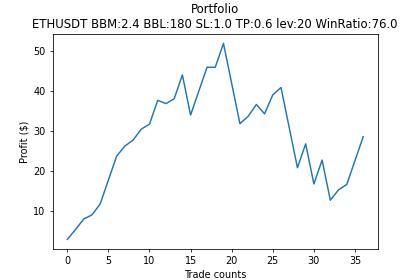 Portfolio
ETHUSDT BBM:2.4 BBL:180 SL:1.0 TP:0.6 lev:20 WinRatio:76.0
50
40
30
20
10
Profit ($)
0 5 10 15 20 25 30 35
Trade counts